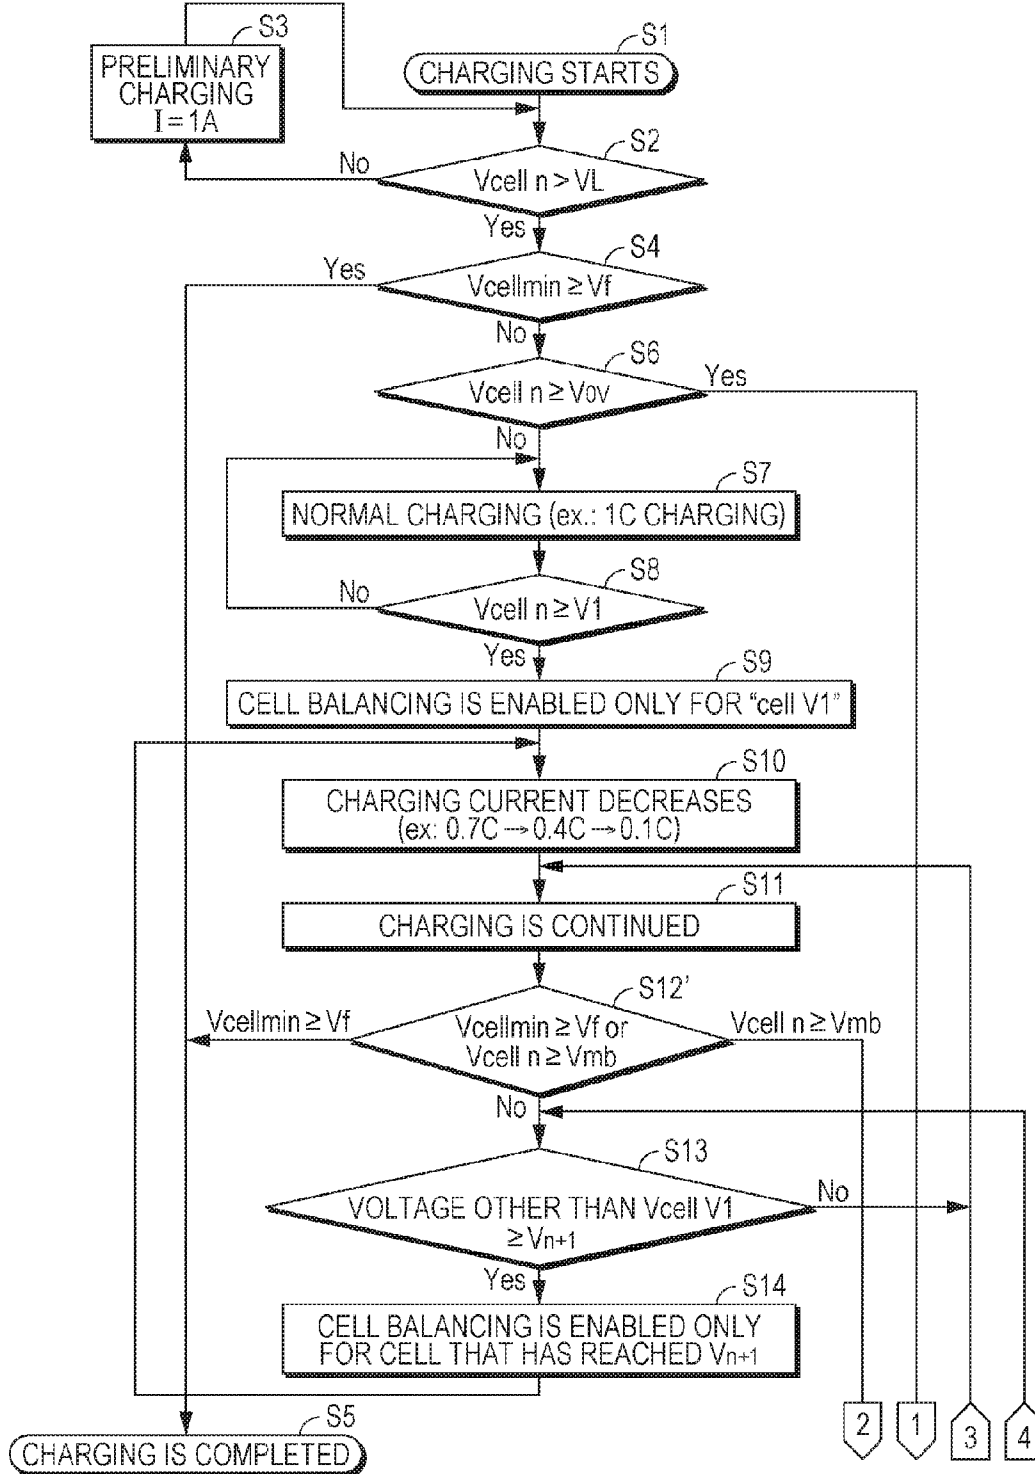 S3
S1
PRELIMINARY
CHARGING
I = 1A
CHARGING STARTS
S2
No
Vcell n > VL
Yes
S4
Yes
Vcellmin ≥ Vf
No
S6
Vcell n ≥ VOV
Yes
No
S7
NORMAL CHARGING (ex.: 1C CHARGING)
S8
No
Vcell n ≥ V1
Yes
S9
CELL BALANCING IS ENABLED ONLY FOR “cell V1”
S10
CHARGING CURRENT DECREASES
(ex: 0.7C → 0.4C → 0.1C)
S11
CHARGING IS CONTINUED
S12’
Vcellmin ≥ Vf
Vcellmin ≥ Vf or
Vcell n ≥ Vmb
Vcell n ≥ Vmb
No
S13
VOLTAGE OTHER THAN Vcell V1
≥ Vn+1
No
Yes
S14
CELL BALANCING IS ENABLED ONLY
FOR CELL THAT HAS REACHED Vn+1
S5
CHARGING IS COMPLETED
2
1
3
4